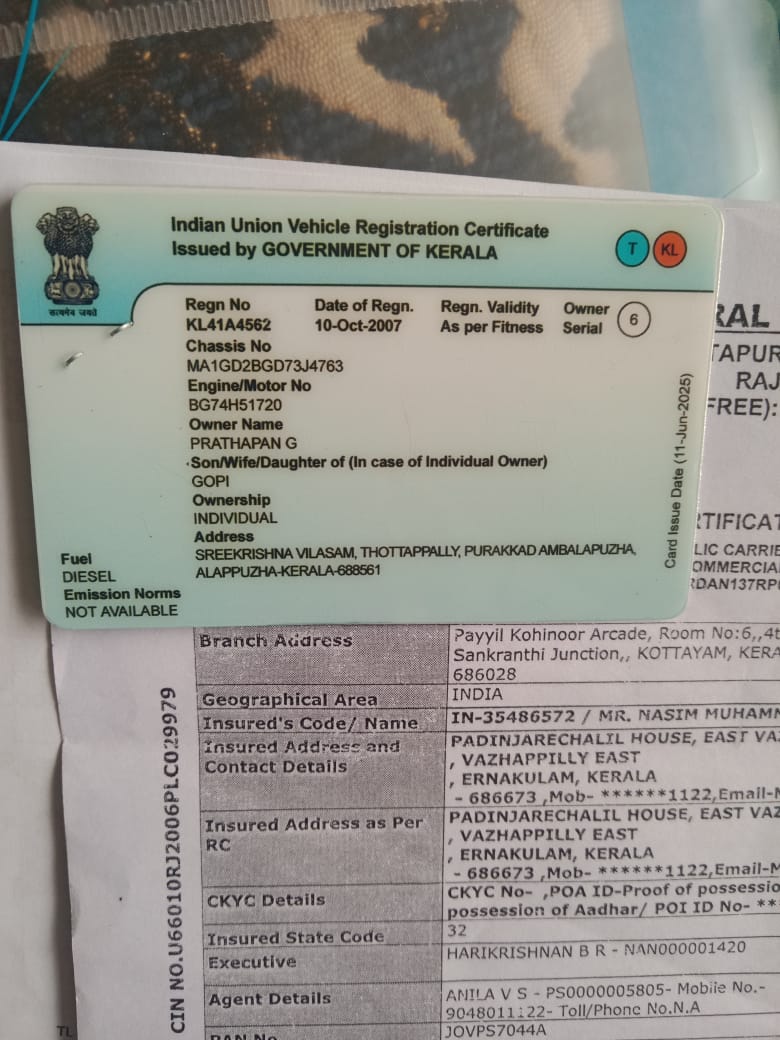 Indian Union Vehicle Registration Certificate
Issued by GOVERNMENT OF KERALA
T KL
सत्यमेव जयते
Regn No Date of Regn. Regn. Validity Owner Serial 6
KL41A4562 10-Oct-2007 As per Fitness
Chassis No
MA1GD2BGD73J4763
Engine/Motor No
BG74H51720
Owner Name
PRATHAPAN G
Son/Wife/Daughter of (In case of Individual Owner)
GOPI
Ownership
INDIVIDUAL
Address
SREEKRISHNA VILASAM, THOTTAPPALLY, PURAKKAD AMBALAPUZHA,
ALAPPUZHA-KERALA-688561
Fuel
DIESEL
Emission Norms
NOT AVAILABLE
Card Issue Date (11-Jun-2025)
RAL
TAPUR
RAJ
FREE):
TIFICAT
LIC CARRIE
OMMERCIA
RDAN137RP
Branch Address Payyil Kohinoor Arcade, Room No:6,,4t
Sankranthi Junction,, KOTTAYAM, KERA
686028
Geographical Area INDIA
Insured's Code/ Name IN-35486572 / MR. NASIM MUHAMM
Insured Address and Contact Details PADINJARECHALIL HOUSE, EAST VAZ
, VAZHAPPILLY EAST
, ERNAKULAM, KERALA
- 686673 ,Mob- ******1122,Email-N
Insured Address as Per RC PADINJARECHALIL HOUSE, EAST VAZ
, VAZHAPPILLY EAST
, ERNAKULAM, KERALA
- 686673 ,Mob- ******1122,Email-M
CKYC Details CKYC No- ,POA ID-Proof of possessio
possession of Aadhar/ POI ID No- **
Insured State Code 32
Executive HARIKRISHNAN B R - NAN000001420
Agent Details ANILA V S - PS0000005805- Mobile No.-
9048011122- Toll/Phone No.N.A
PAN No JOVPS7044A
CIN NO.U66010RJ2006PLC029979
TL